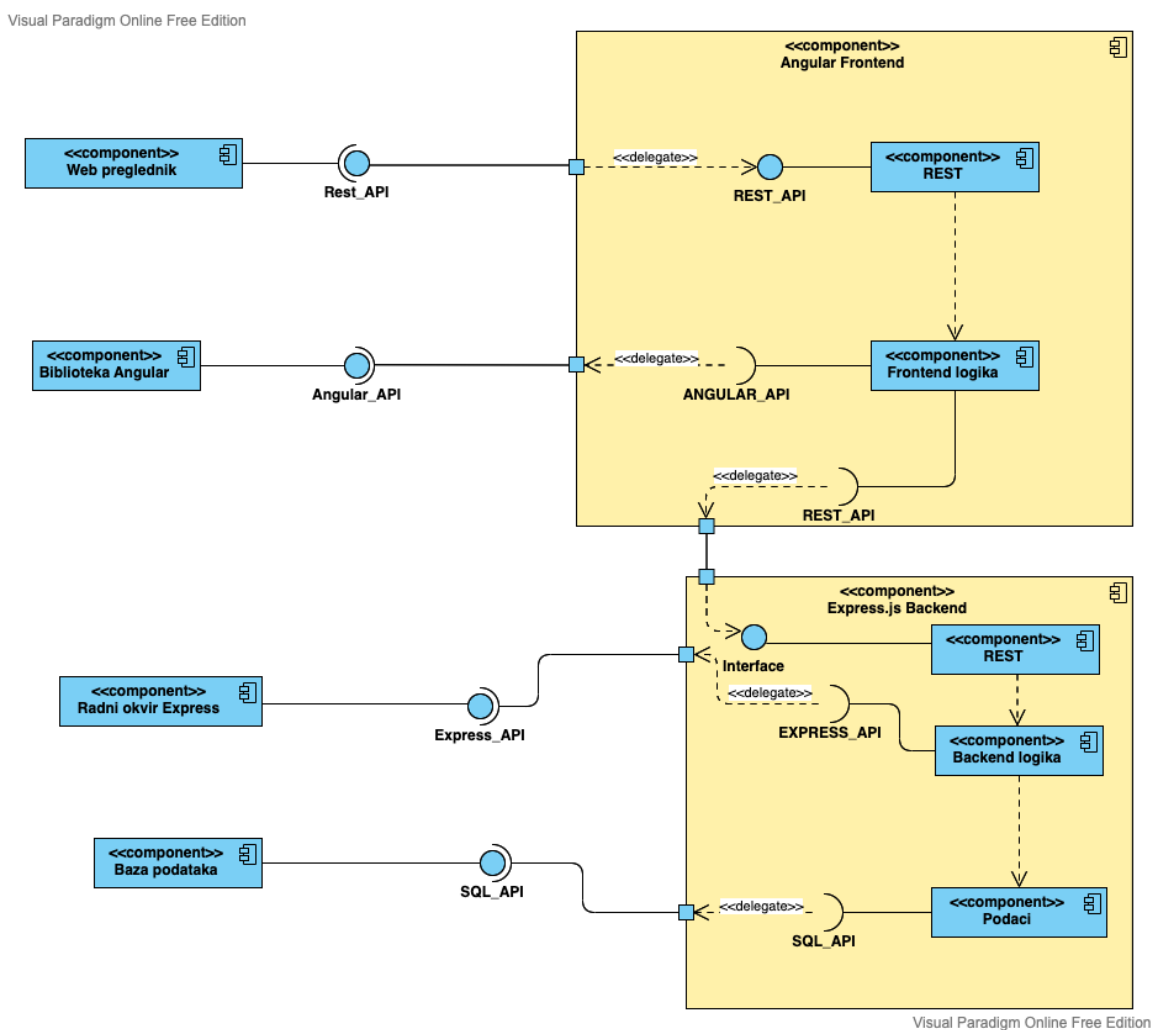 Visual Paradigm Online Free Edition
<<component>>
Angular Frontend
<<component>>
Web preglednik
Rest_API
<<delegate>>
REST_API
<<component>>
REST
<<component>>
Biblioteka Angular
Angular_API
<<delegate>>
ANGULAR_API
<<component>>
Frontend logika
<<delegate>>
REST_API
<<component>>
Express.js Backend
Interface
<<component>>
REST
<<component>>
Radni okvir Express
Express_API
<<delegate>>
EXPRESS_API
<<component>>
Backend logika
<<component>>
Baza podataka
SQL_API
<<delegate>>
SQL_API
<<component>>
Podaci
Visual Paradigm Online Free Edition